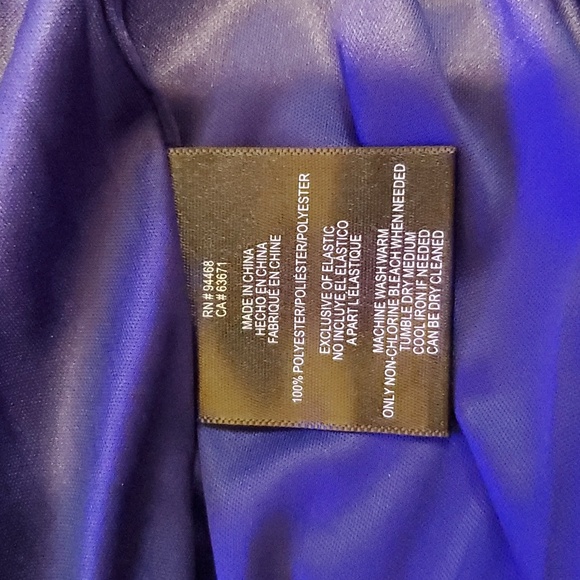 RN # 94468
CA # 63671
MADE IN CHINA
HECHO EN CHINA
FABRIQUE EN CHINE
100% POLYESTER/POLIÉSTER/POLYESTER
EXCLUSIVE OF ELASTIC
NO INCLUYE EL ELÁSTICO
A PART L'ELASTIQUE
MACHINE WASH WARM
ONLY NON-CHLORINE BLEACH WHEN NEEDED
TUMBLE DRY MEDIUM
COOL IRON IF NEEDED
CAN BE DRY CLEANED